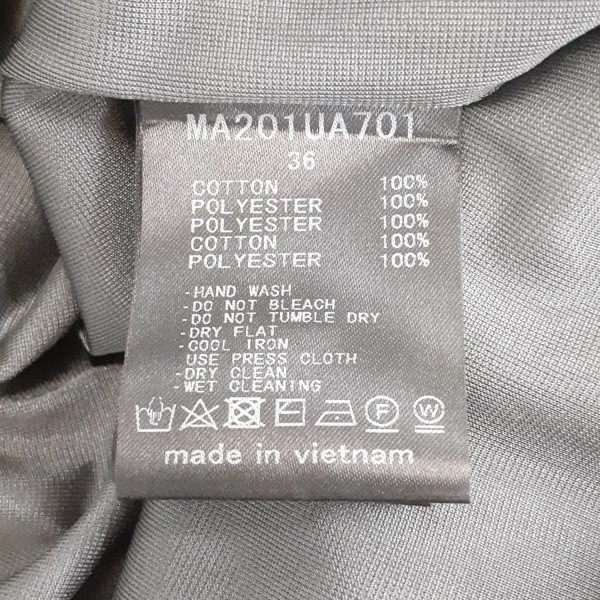 MA201UA701
36
COTTON 100%
POLYESTER 100%
POLYESTER 100%
COTTON 100%
POLYESTER 100%
-HAND WASH
-DO NOT BLEACH
-DO NOT TUMBLE DRY
-DRY FLAT
-COOL IRON
USE PRESS CLOTH
-DRY CLEAN
-WET CLEANING
F W
made in vietnam